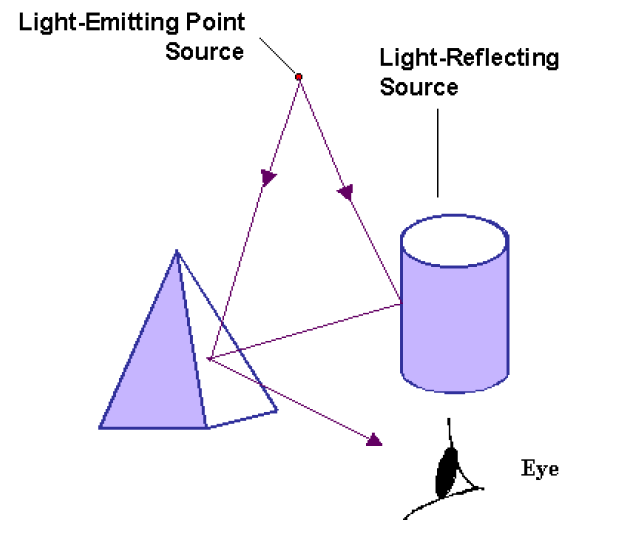 Light-Emitting Point
Source
Light-Reflecting
Source
Eye